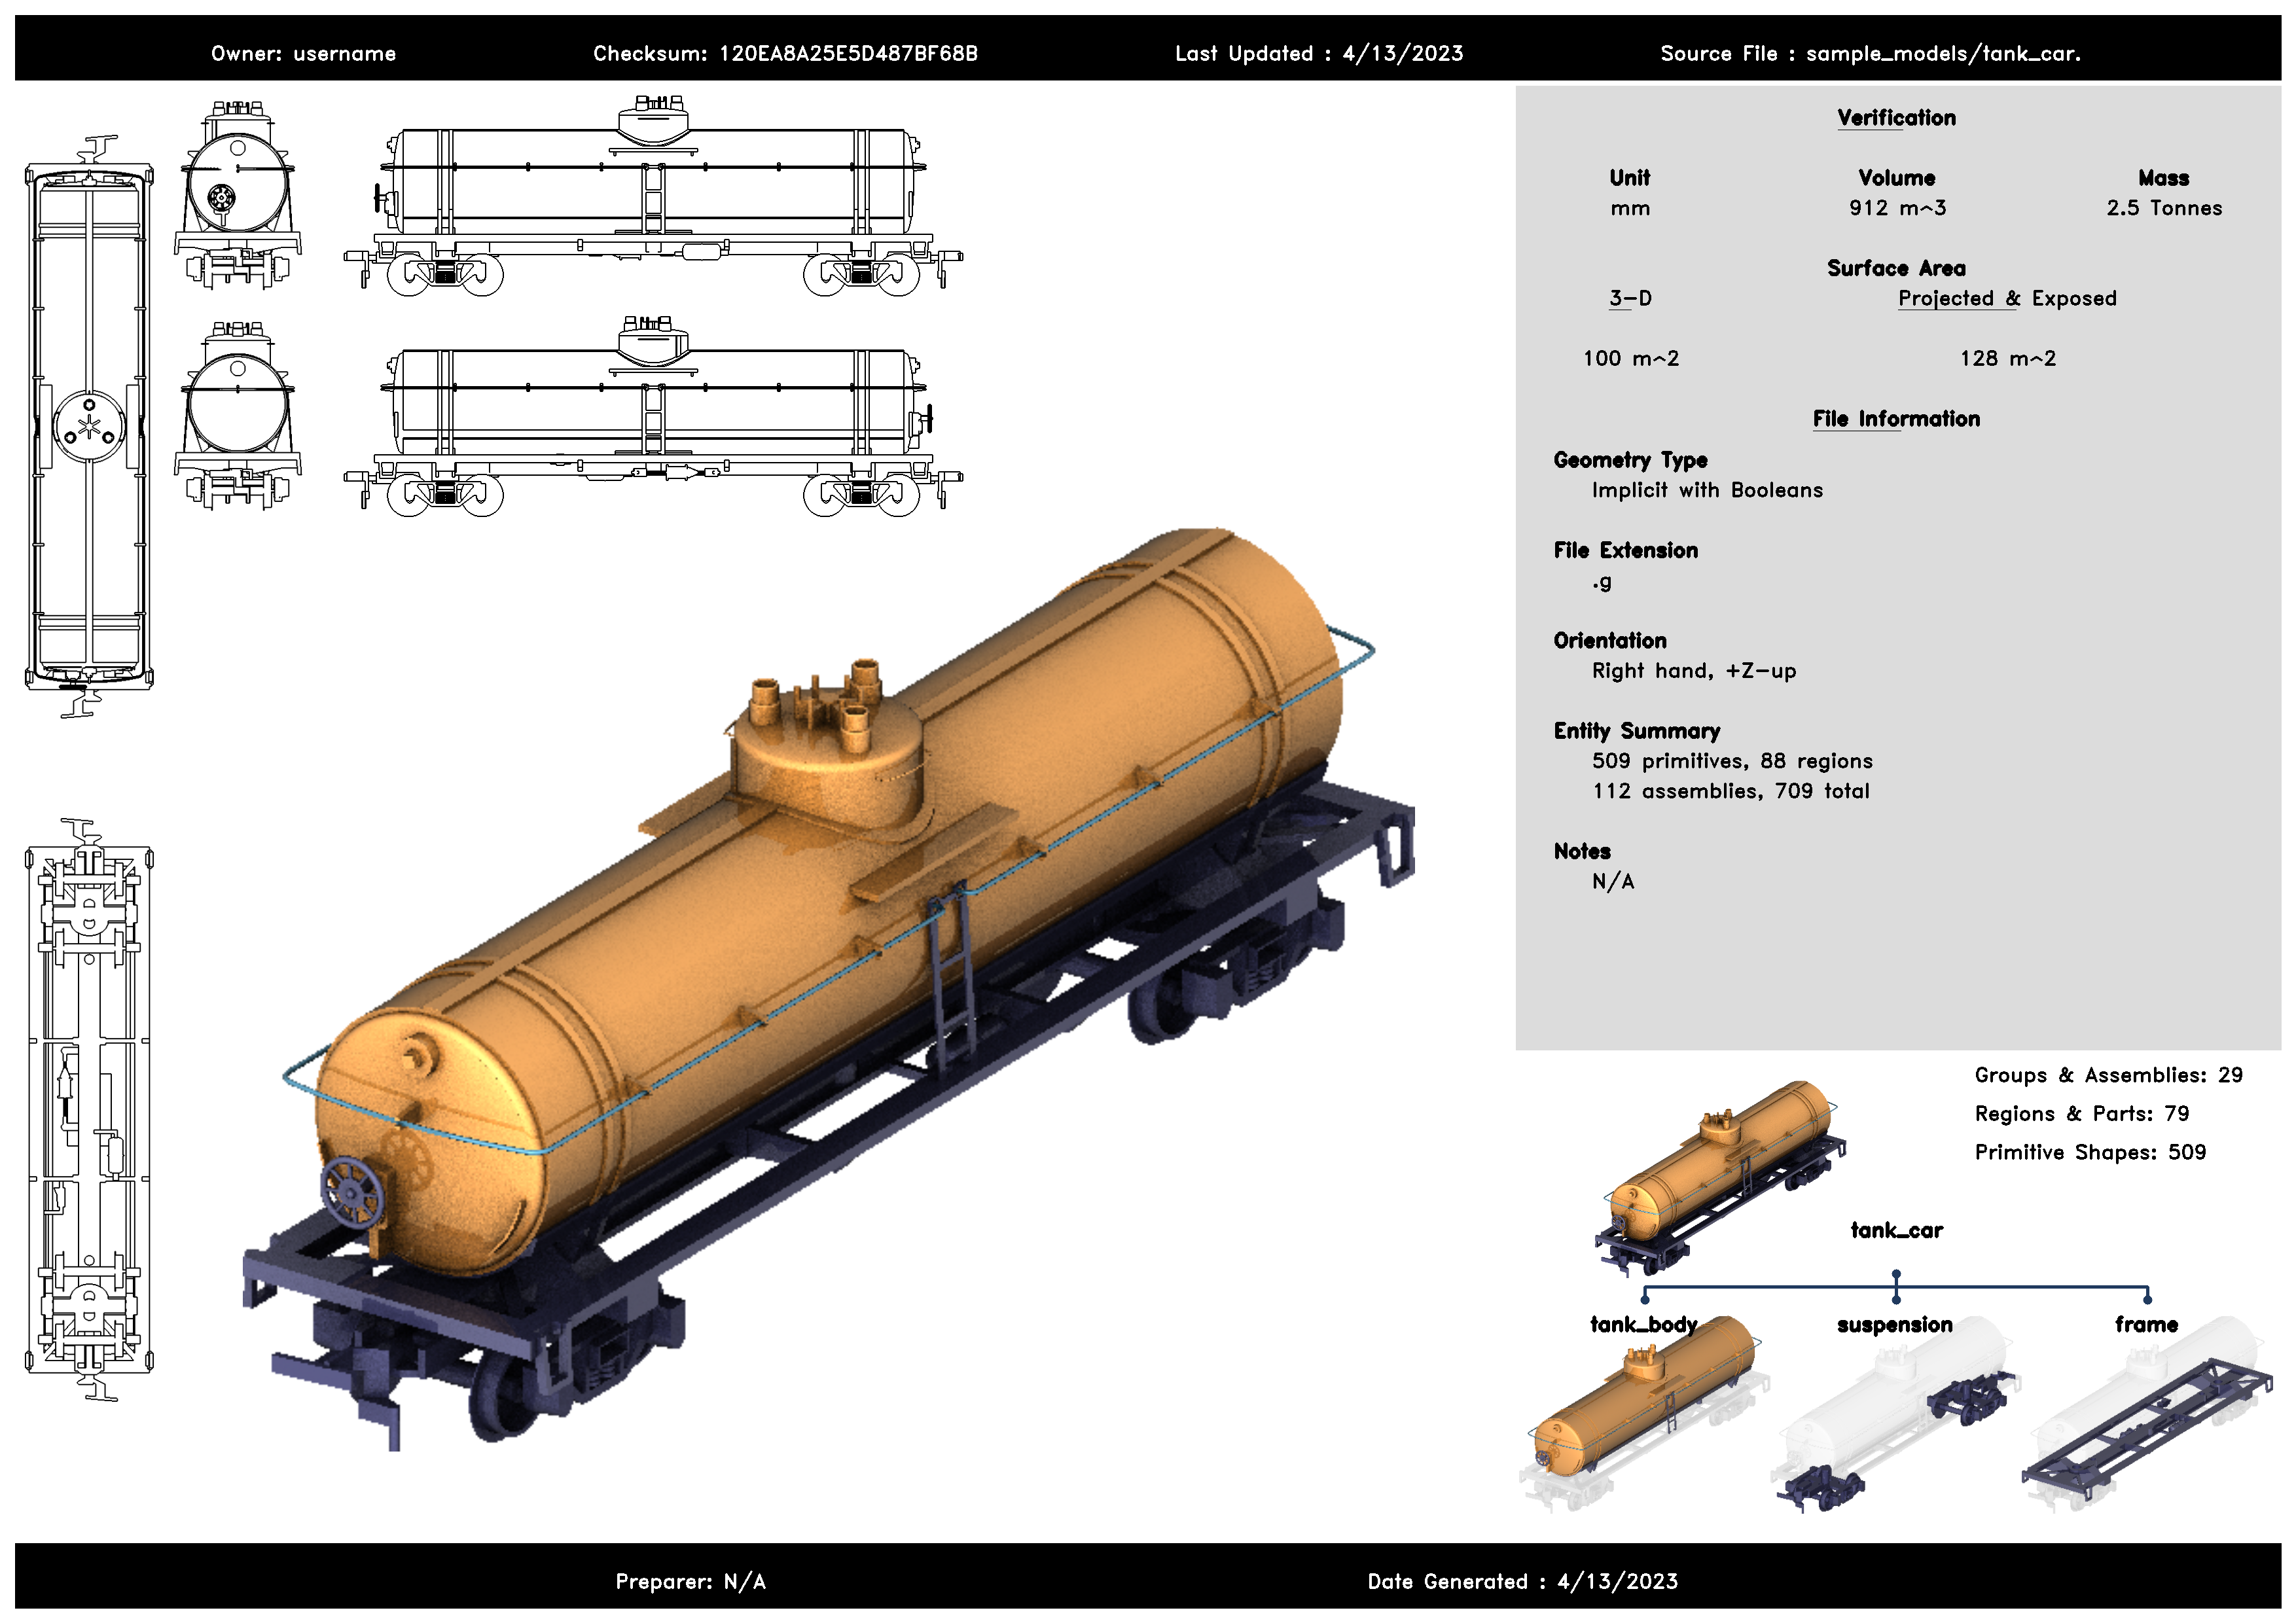 Owner: username Checksum: 120EA8A25E5D487BF68B Last Updated : 4/13/2023 Source File : sample_models/tank_car.
Verification
Unit Volume Mass
mm 912 m^3 2.5 Tonnes
Surface Area
3-D Projected & Exposed
100 m^2 128 m^2
File Information
Geometry Type
Implicit with Booleans
File Extension
.g
Orientation
Right hand, +Z-up
Entity Summary
509 primitives, 88 regions
112 assemblies, 709 total
Notes
N/A
Groups & Assemblies: 29
Regions & Parts: 79
Primitive Shapes: 509
tank_car
tank_body suspension frame
Preparer: N/A Date Generated : 4/13/2023